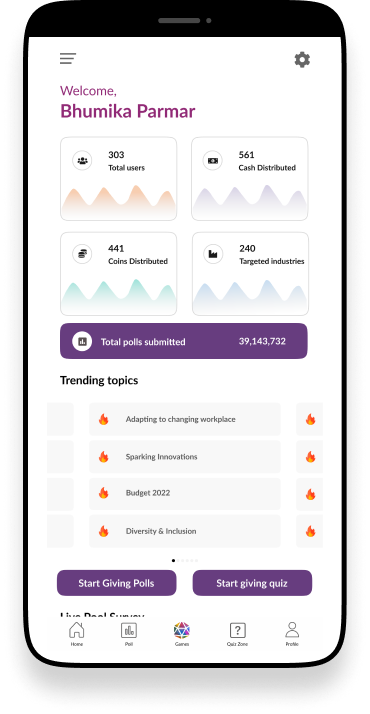 Welcome,
Bhumika Parmar
303
Total users
561
Cash Distributed
441
Coins Distributed
240
Targeted industries
Total polls submitted 39,143,732
Trending topics
Adapting to changing workplace
Sparking Innovations
Budget 2022
Diversity & Inclusion
Start Giving Polls Start giving quiz
Live Pool Survey
Home Poll Games Quiz Zone Profile